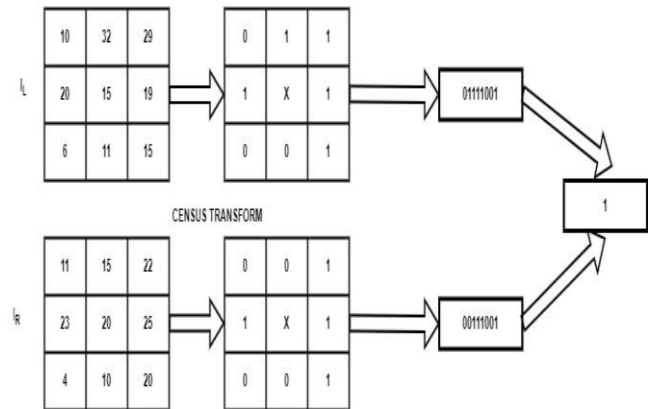 10 32 29 0 1 1
I_L 20 15 19 1 X 1 01111001
6 11 15 0 0 1
1
CENSUS TRANSFORM
11 15 22 0 0 1
I_R 23 20 25 1 X 1 00111001
4 10 20 0 0 1